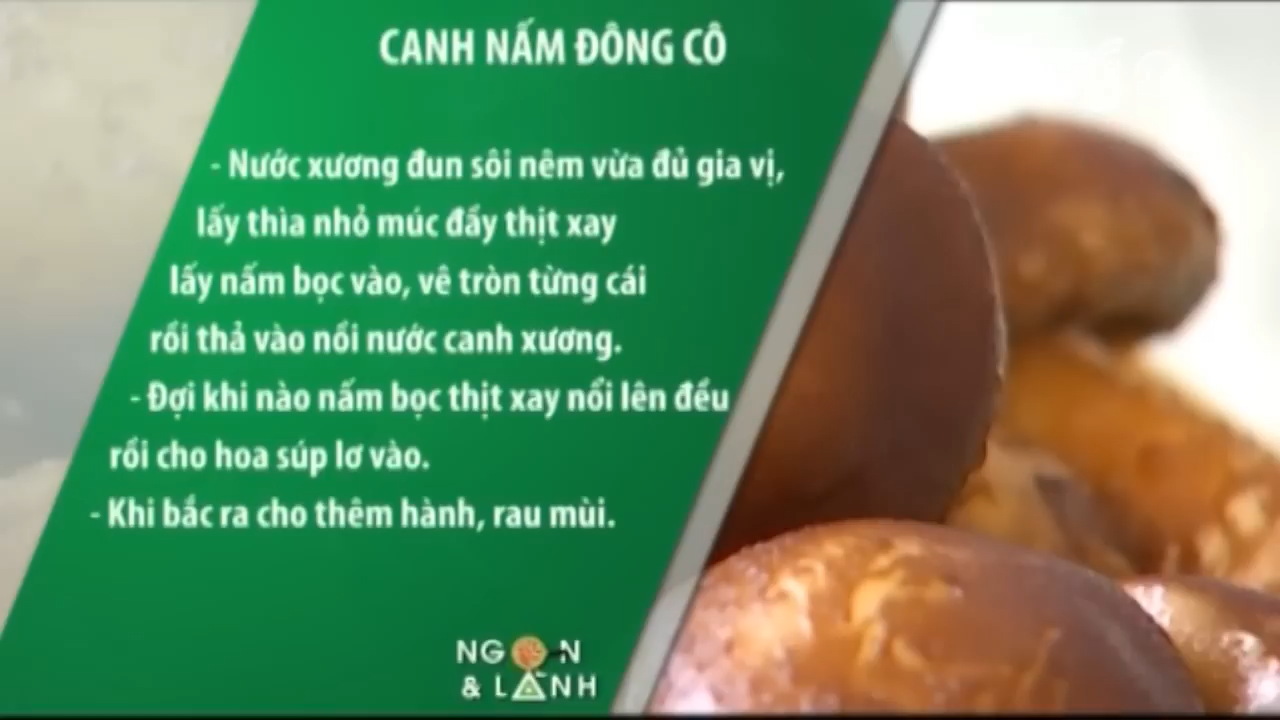 CANH NẤM ĐÔNG CÔ
- Nước xương đun sôi nêm vừa đủ gia vị,
lấy thìa nhỏ múc đầy thịt xay
lấy nấm bọc vào, vê tròn từng cái
rồi thả vào nồi nước canh xương.
- Đợi khi nào nấm bọc thịt xay nổi lên đều
rồi cho hoa súp lơ vào.
- Khi bắc ra cho thêm hành, rau mùi.
NGON
& LÀNH